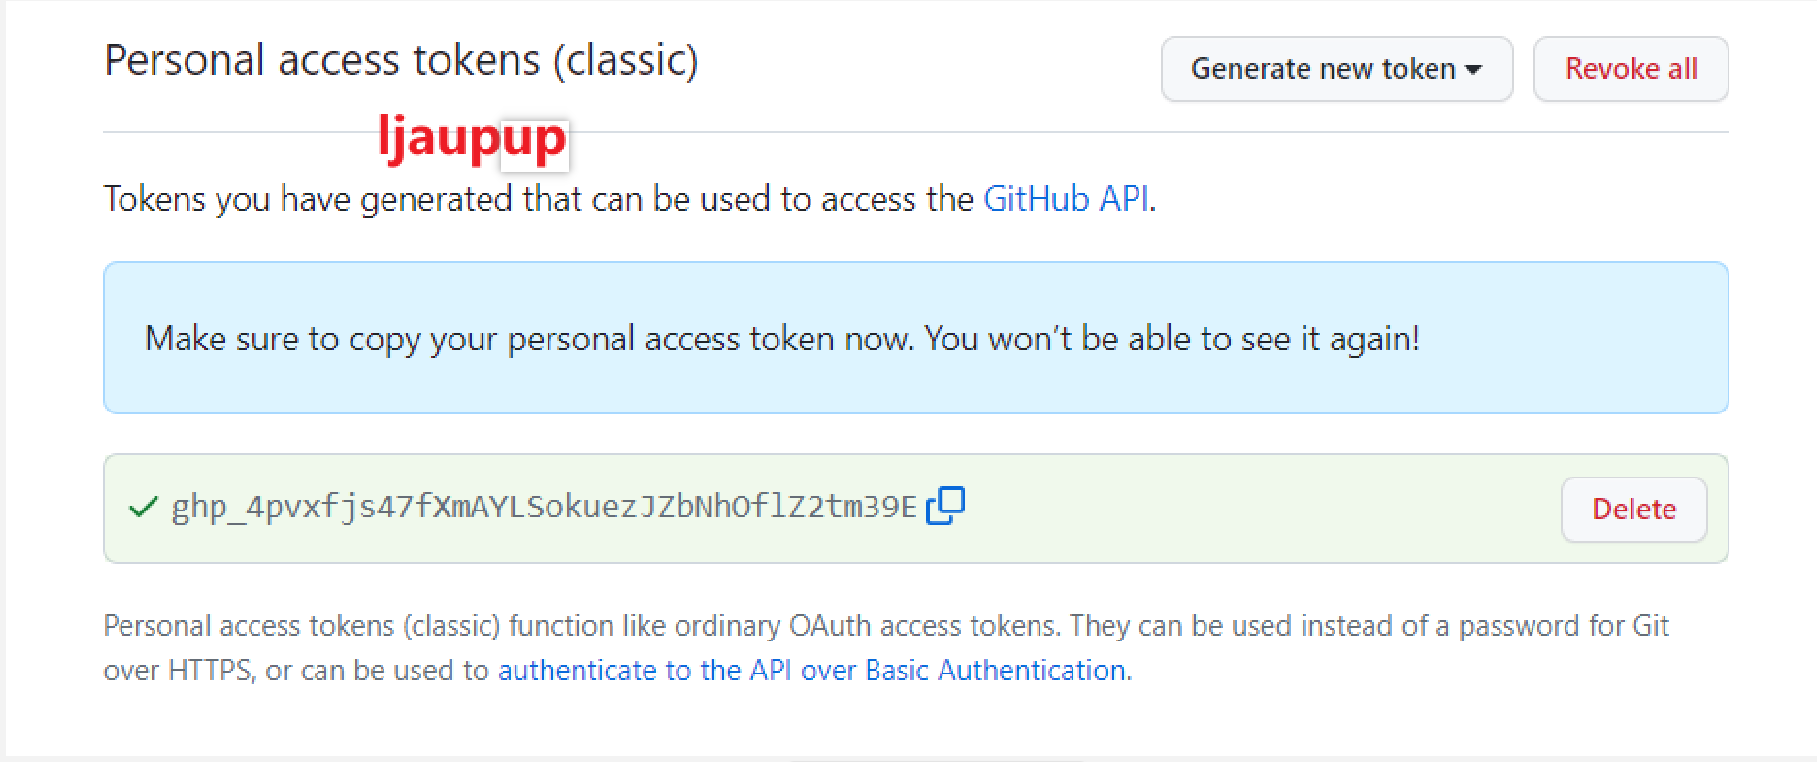 Personal access tokens (classic)
Generate new token
Revoke all
ljaupup
Tokens you have generated that can be used to access the GitHub API.
Make sure to copy your personal access token now. You won’t be able to see it again!
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
Delete
Personal access tokens (classic) function like ordinary OAuth access tokens. They can be used instead of a password for Git
over HTTPS, or can be used to authenticate to the API over Basic Authentication.